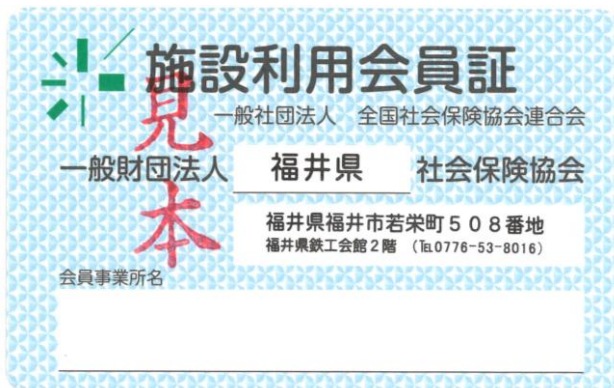 施設利用会員証
一般社団法人　全国社会保険協会連合会
一般財団法人　福井県　社会保険協会
福井県福井市若栄町５０８番地
福井県鉄工会館２階　（℡0776-53-8016）
会員事業所名
見本